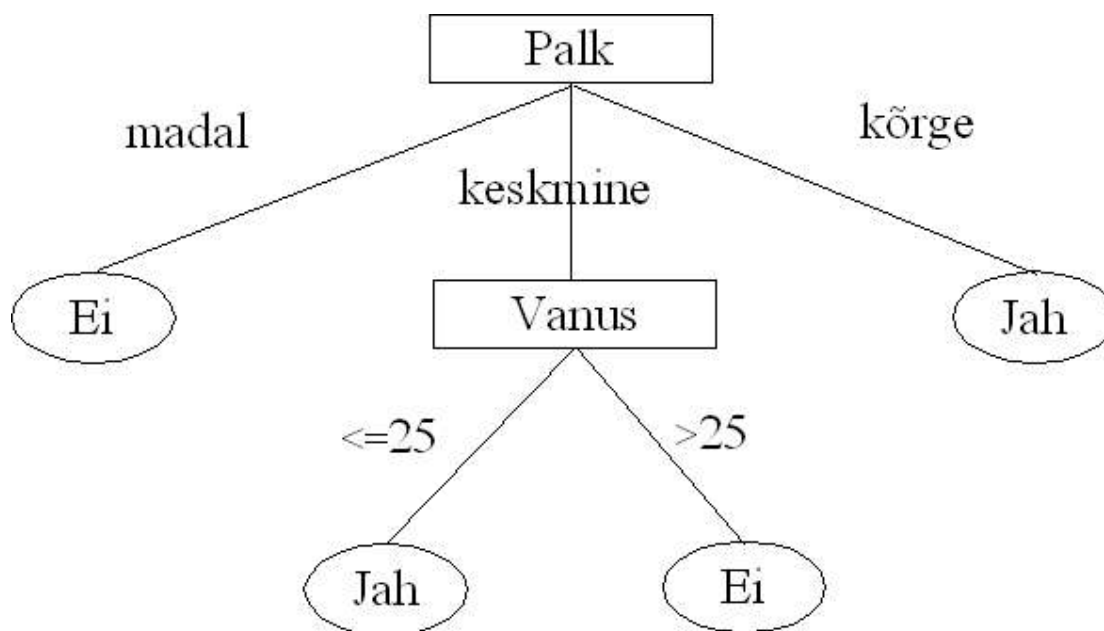 Palk
madal
kõrge
keskmine
Ei
Vanus
Jah
<=25
>25
Jah
Ei